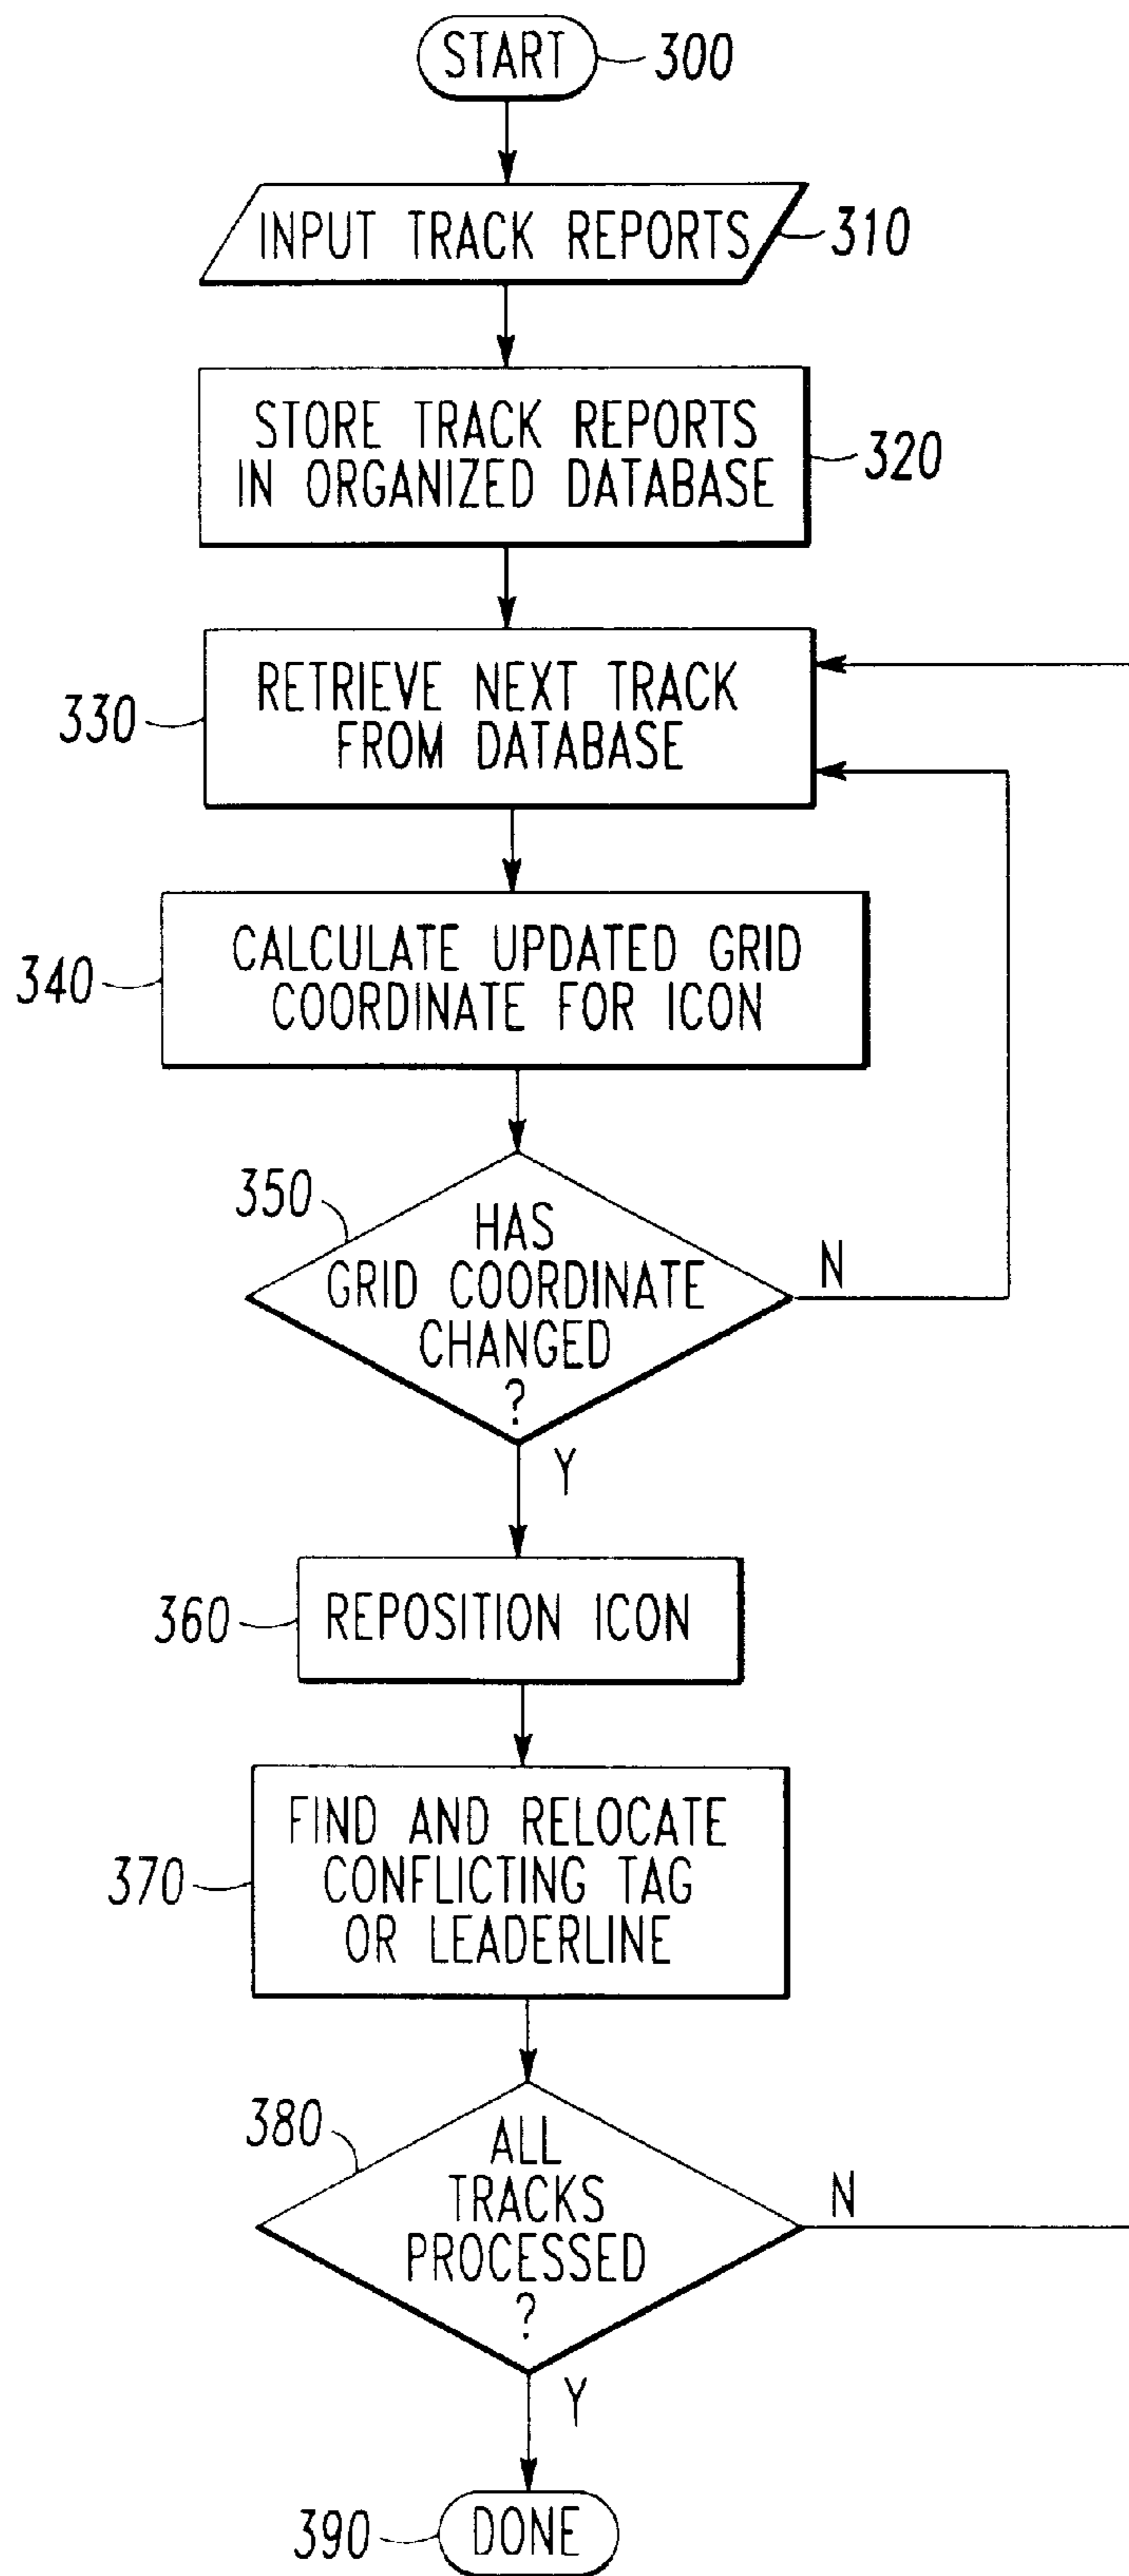 START
300
INPUT TRACK REPORTS
310
STORE TRACK REPORTS
IN ORGANIZED DATABASE
320
RETRIEVE NEXT TRACK
FROM DATABASE
330
CALCULATE UPDATED GRID
COORDINATE FOR ICON
340
350
HAS
GRID COORDINATE
CHANGED
?
N
Y
REPOSITION ICON
360
FIND AND RELOCATE
CONFLICTING TAG
OR LEADERLINE
370
380
ALL
TRACKS
PROCESSED
?
N
Y
DONE
390